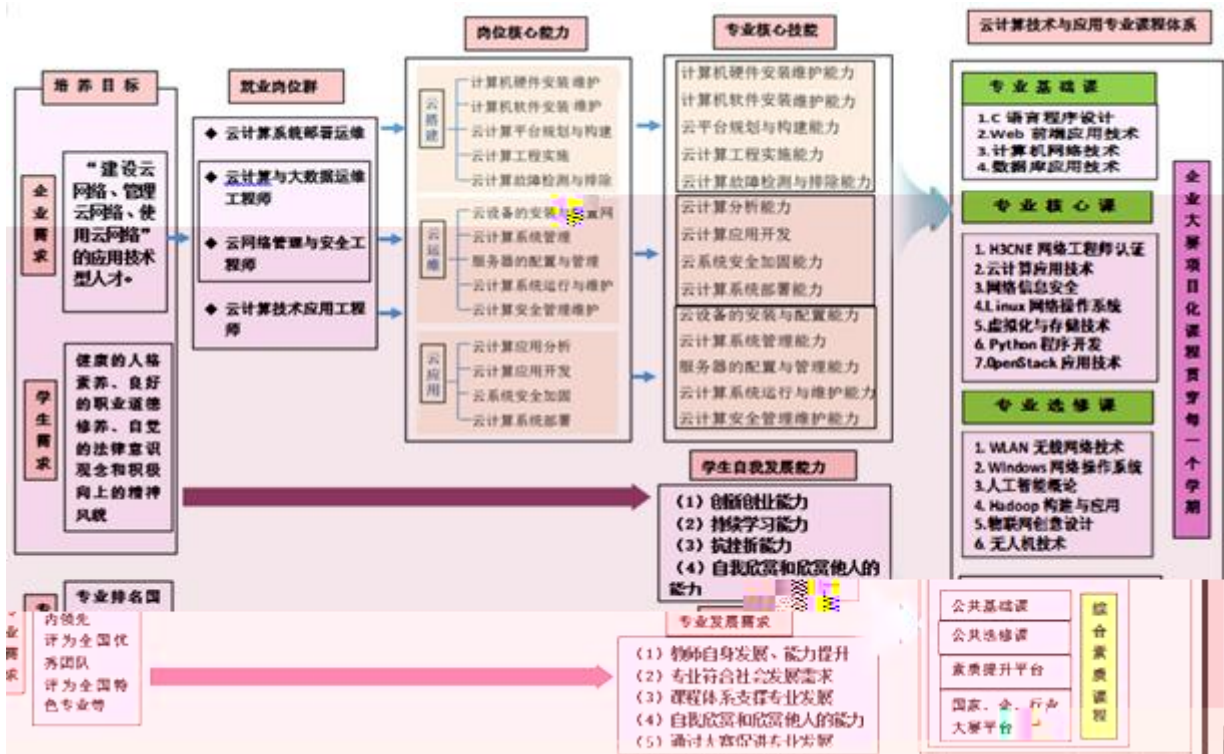 岗位核心能力
专业核心技能
云计算技术与应用专业课程体系
培养目标
就业岗位群
企业需求
“建设云
网络、管理
云网络、使
用云网络”
的应用技术
型人才。
学生需求
健康的人格
素养、良好
的职业道德
修养、自觉
的法律意识
观念和积极
向上的精神
风貌
◆ 云计算系统部署运维
◆ 云计算与大数据运维
工程师
◆ 云网络管理与安全工
程师
◆ 云计算技术应用工程
师
云搭建
计算机硬件安装维护
计算机软件安装维护
云计算平台规划与构建
云计算工程实施
云计算故障检测与排除
云运维
云设备的安装与配置网
云计算系统管理
服务器的配置与管理
云计算系统运行与维护
云计算安全管理维护
云应用
云计算应用分析
云计算应用开发
云系统安全加固
云计算系统部署
计算机硬件安装维护能力
计算机软件安装维护能力
云平台规划与构建能力
云计算工程实施能力
云计算故障检测与排除能力
云计算分析能力
云计算应用开发
云系统安全加固能力
云计算系统部署能力
云设备的安装与配置能力
云计算系统管理能力
服务器的配置与管理能力
云计算系统运行与维护能力
云计算安全管理维护能力
学生自我发展能力
(1) 创新创业能力
(2) 持续学习能力
(3) 抗挫折能力
(4) 自我欣赏和欣赏他人的
能力
专业基础课
1.C 语言程序设计
2.Web 前端应用技术
3.计算机网络技术
4.数据库应用技术
专业核心课
1. H3CNE 网络工程师认证
2.云计算应用技术
3.网络信息安全
4.Linux 网络操作系统
5.虚拟化与存储技术
6. Python 程序开发
7.OpenStack 应用技术
专业选修课
1. WLAN 无线网络技术
2. Windows 网络操作系统
3.人工智能概论
4. Hadoop 构建与应用
5.物联网创意设计
6. 无人机技术
企业大赛项目化课程贯穿每一个学期
专业需求
专业排名国
内领先
评为全国优
秀团队
评为全国特
色专业等
专业发展需求
(1) 教师自身发展、能力提升
(2) 专业符合社会发展需求
(3) 课程体系支撑专业发展
(4) 自我欣赏和欣赏他人的能力
(5) 通过大赛促进专业发展
公共基础课
公共选修课
素质提升平台
国家、企、行业
大赛平台
综合素质课程